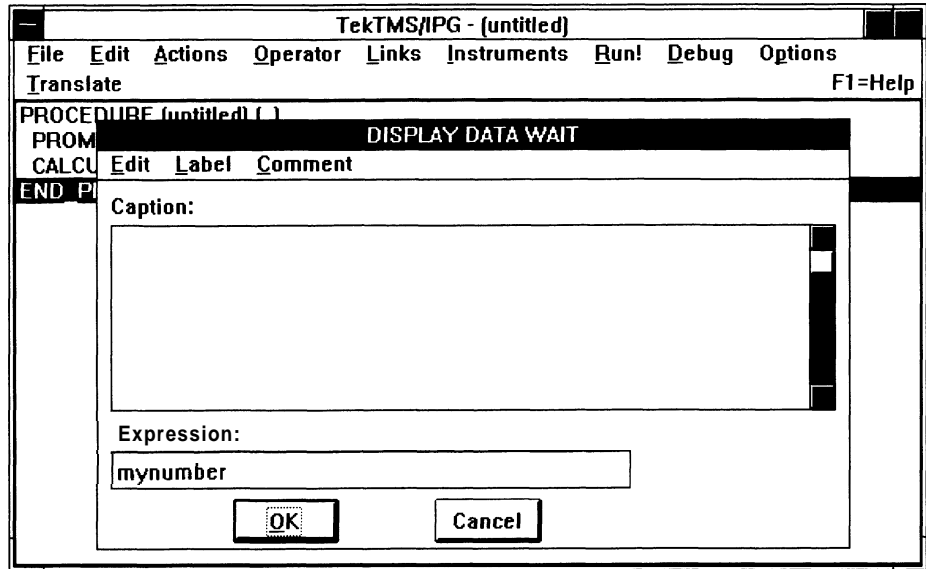 TekTMS/IPG - (untitled)
File Edit Actions Operator Links Instruments Run! Debug Options
Translate F1=Help
PROCEDURE (untitled) ( )
PROM
DISPLAY DATA WAIT
CALCU
Edit Label Comment
END P
Caption:
Expression:
mynumber
OK Cancel